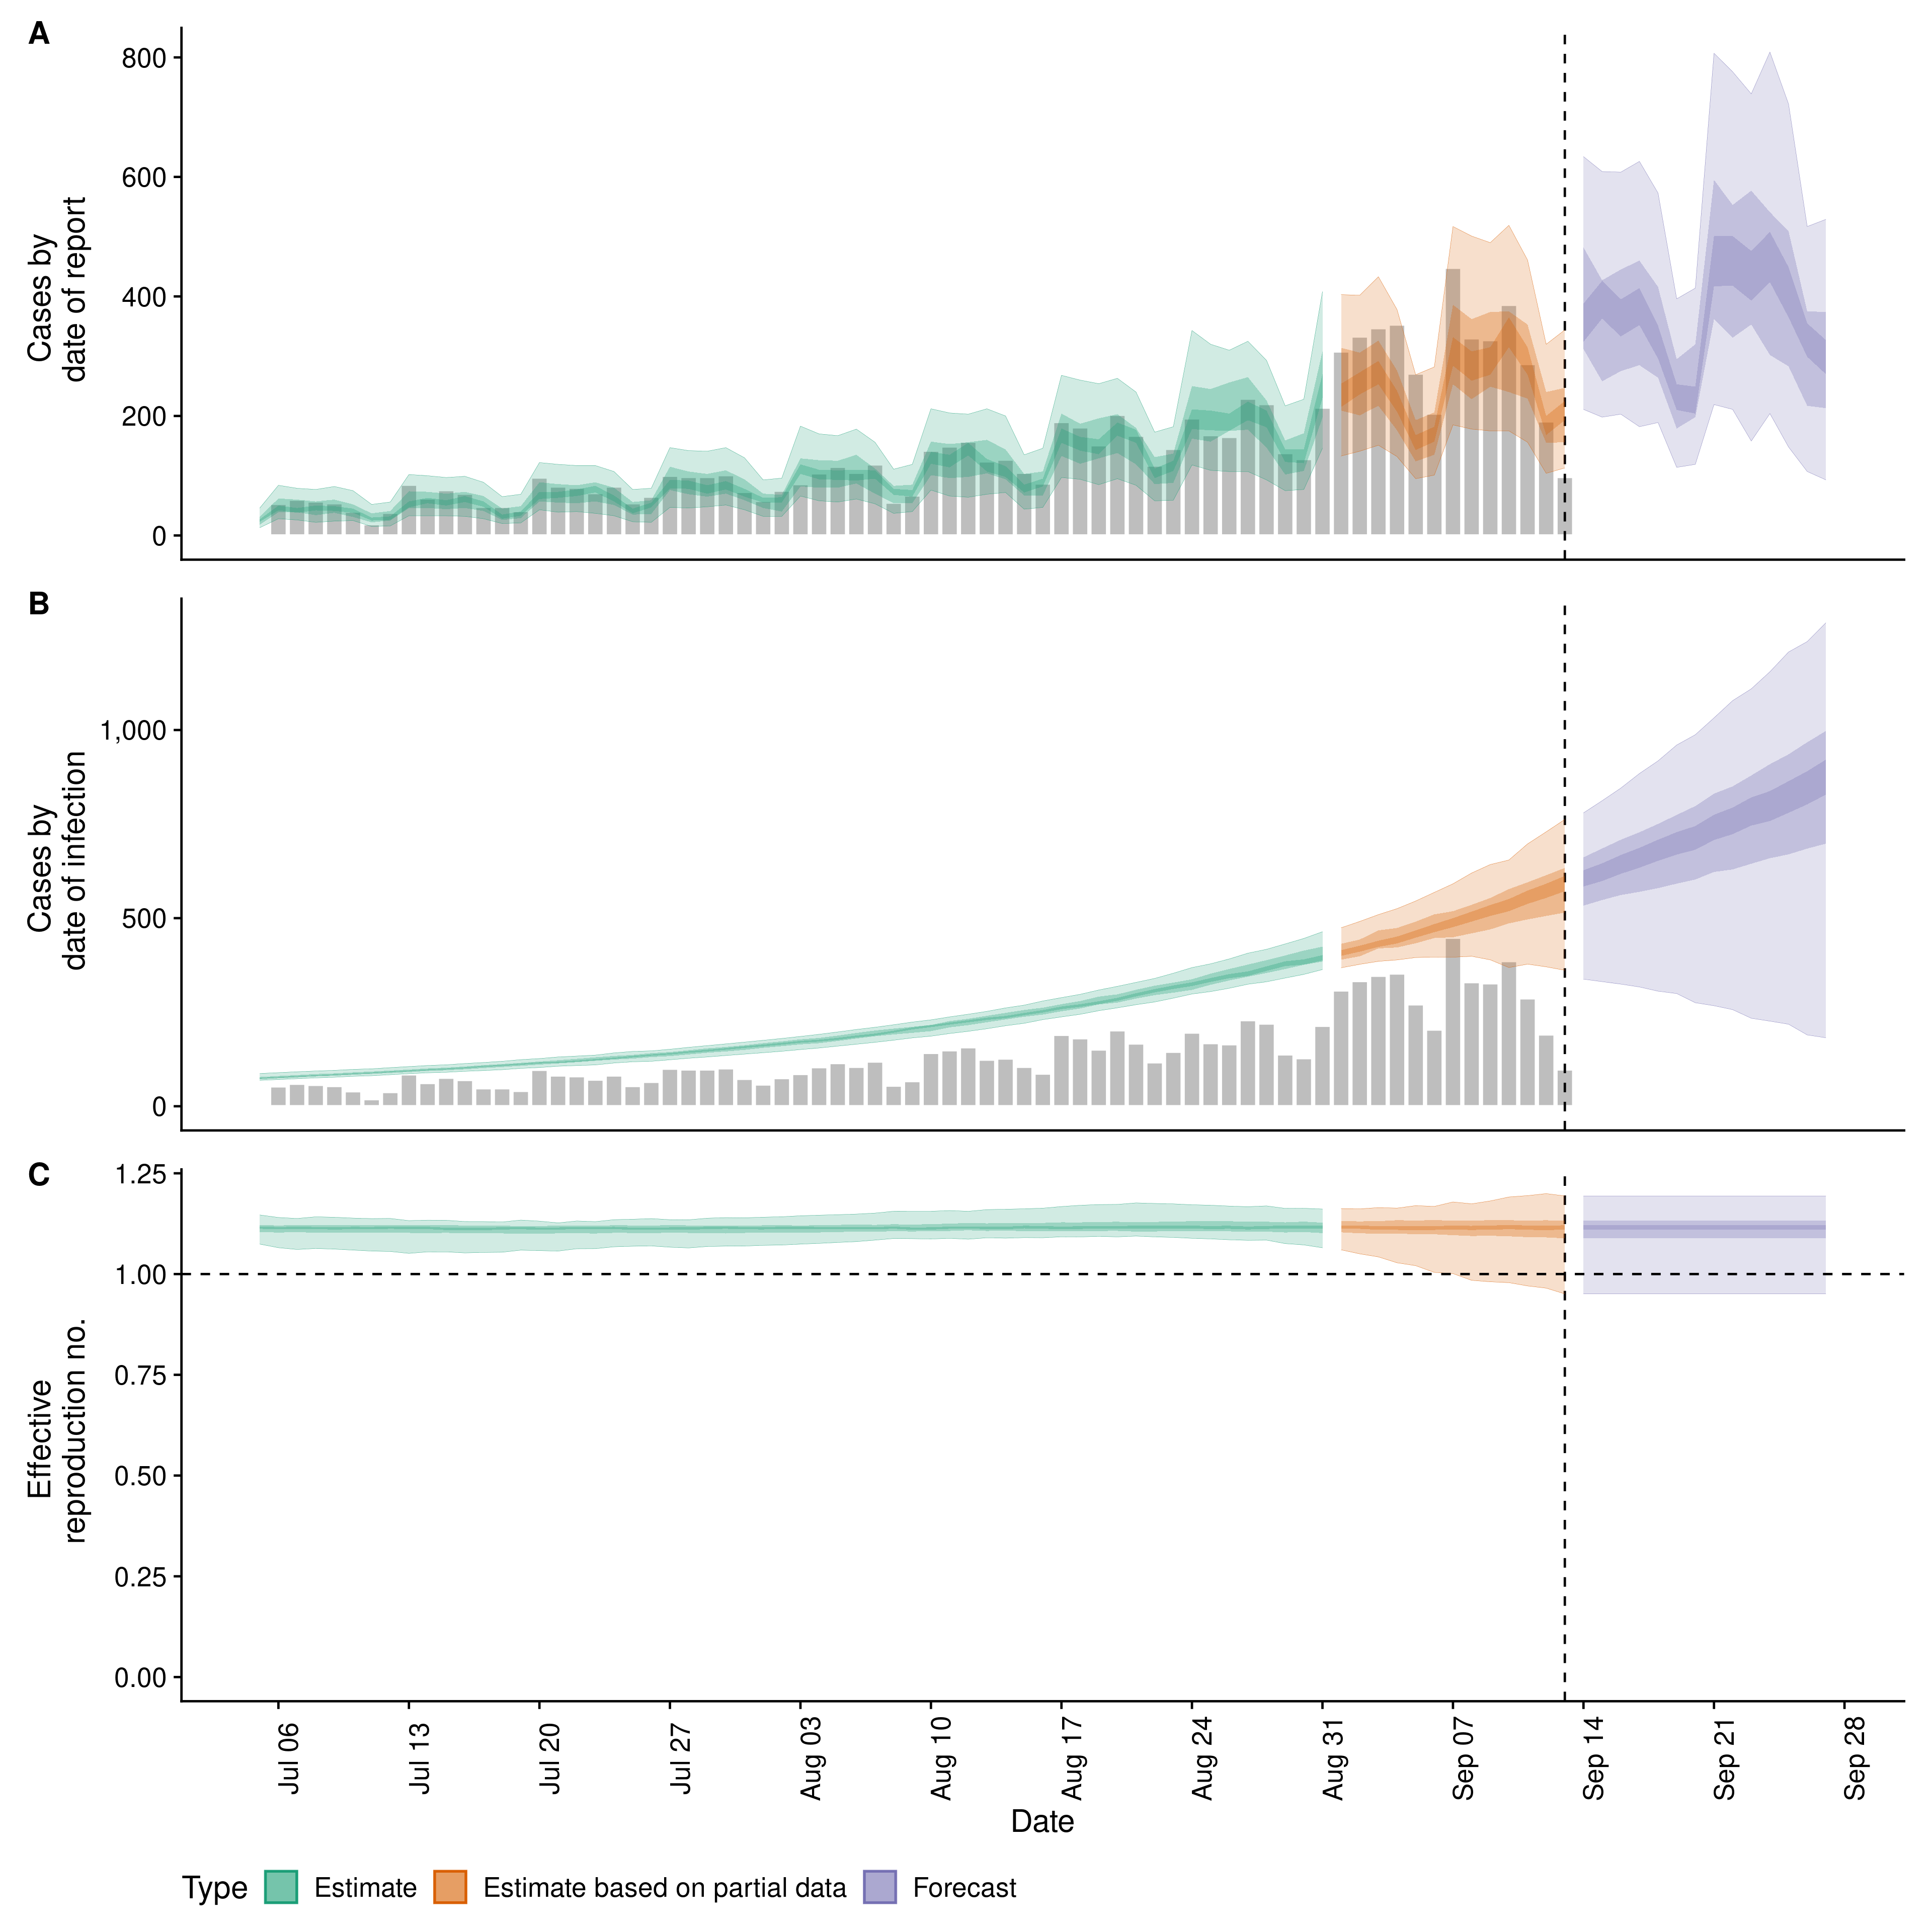 A
800
600
400
200
0
Cases by
date of report
B
1,000
500
0
Cases by
date of infection
C
1.25
1.00
0.75
0.50
0.25
0.00
Effective
reproduction no.
Jul 06
Jul 13
Jul 20
Jul 27
Aug 03
Aug 10
Aug 17
Aug 24
Aug 31
Sep 07
Sep 14
Sep 21
Sep 28
Date
Type Estimate Estimate based on partial data Forecast